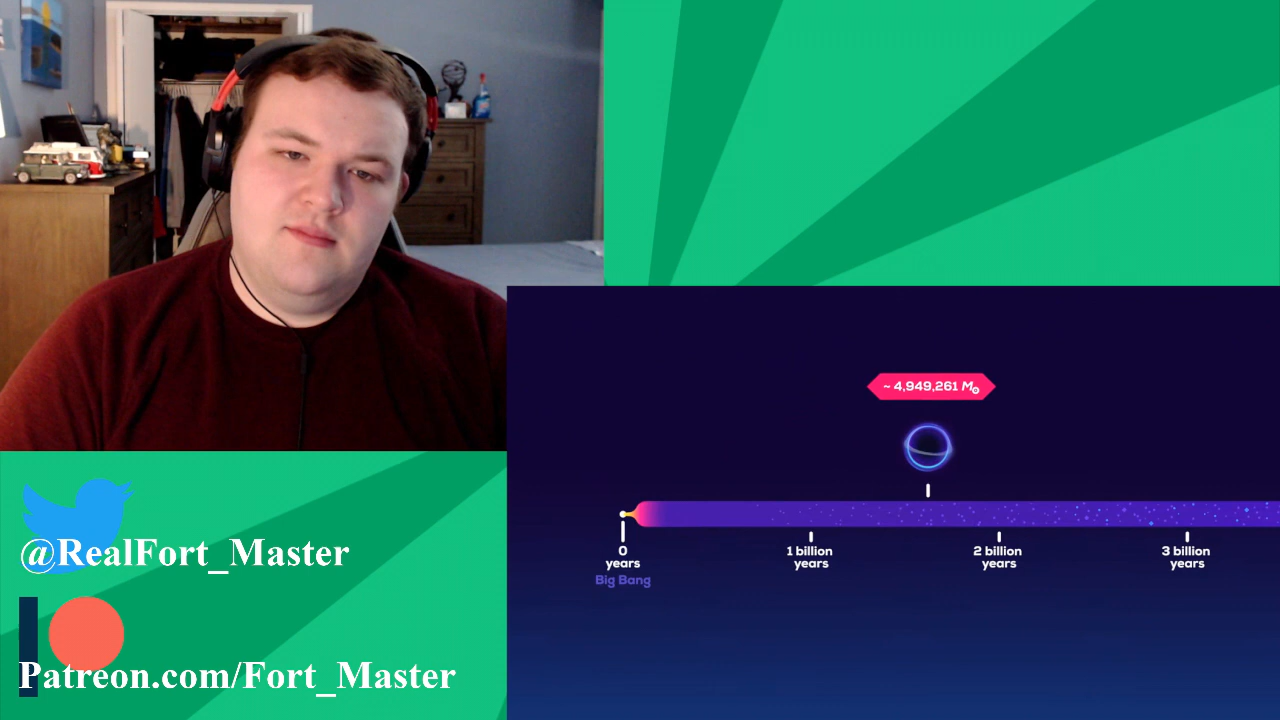 ~ 4,949,261 M☉
0
years
Big Bang
1 billion
years
2 billion
years
3 billion
years
@RealFort_Master
Patreon.com/Fort_Master